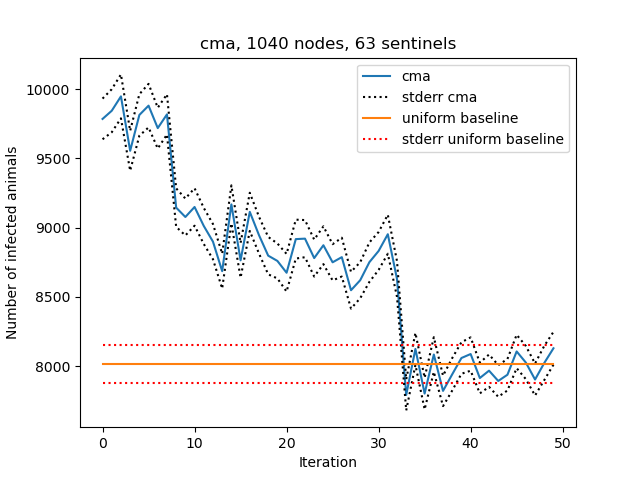 cma, 1040 nodes, 63 sentinels
cma
stderr cma
uniform baseline
stderr uniform baseline
Number of infected animals
10000
9500
9000
8500
8000
0 10 20 30 40 50
Iteration